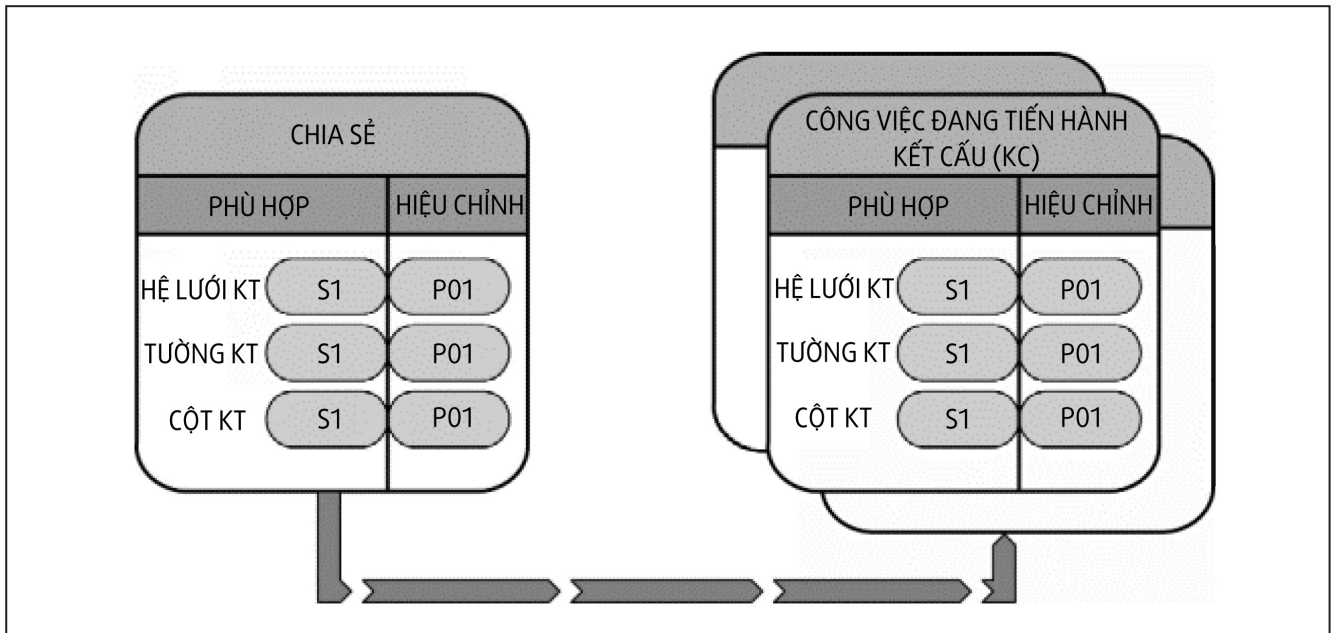 CHIA SẺ
PHÙ HỢP HIỆU CHỈNH
HỆ LƯỚI KT S1 P01
TƯỜNG KT S1 P01
CỘT KT S1 P01
CÔNG VIỆC ĐANG TIẾN HÀNH
KẾT CẤU (KC)
PHÙ HỢP HIỆU CHỈNH
HỆ LƯỚI KT S1 P01
TƯỜNG KT S1 P01
CỘT KT S1 P01